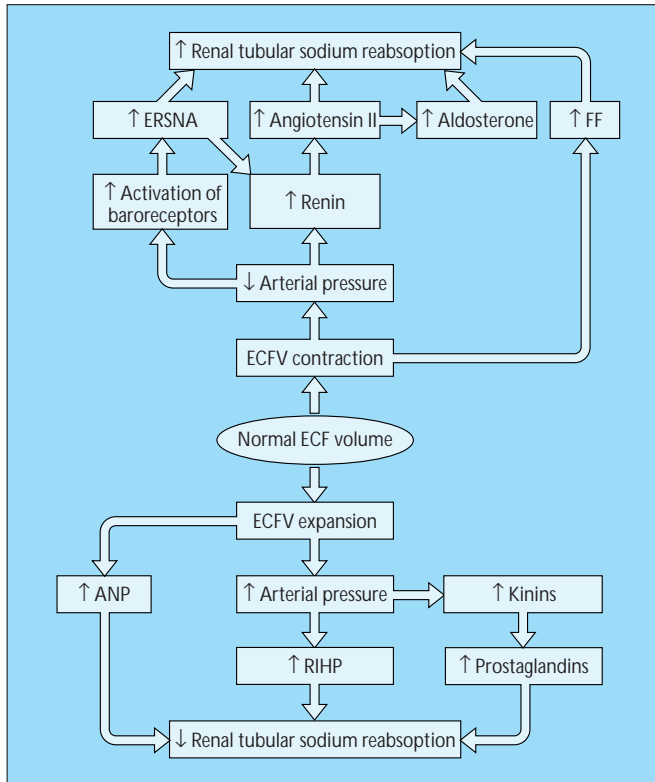 ↑ Renal tubular sodium reabsoption
↑ ERSNA
↑ Angiotensin II
↑ Aldosterone
↑ FF
↑ Activation of
baroreceptors
↑ Renin
↓ Arterial pressure
ECFV contraction
Normal ECF volume
ECFV expansion
↑ ANP
↑ Arterial pressure
↑ Kinins
↑ RIHP
↑ Prostaglandins
↓ Renal tubular sodium reabsoption